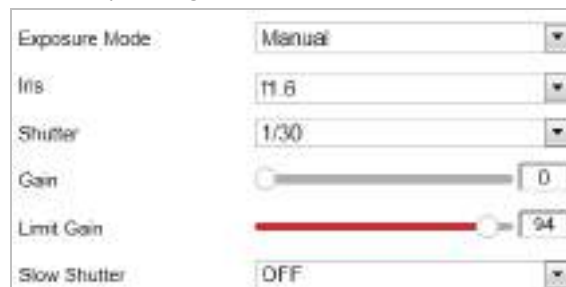 Exposure Mode Manual
Iris f1.6
Shutter 1/30
Gain 0
Limit Gain 94
Slow Shutter OFF